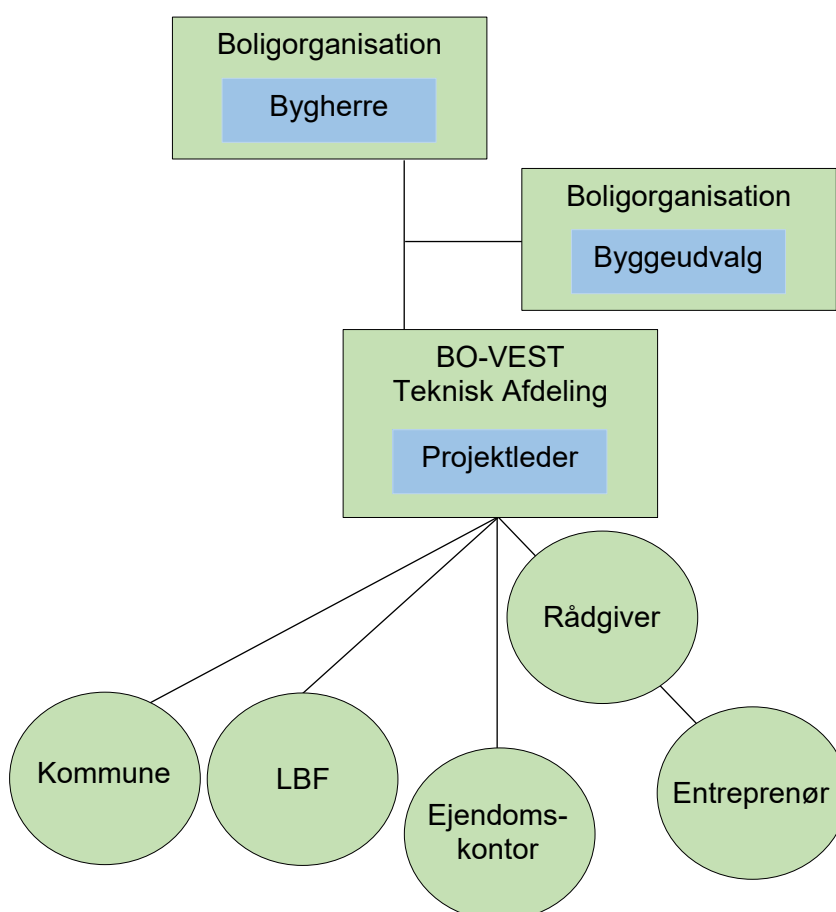 Boligorganisation
Bygherre
Boligorganisation
Byggeudvalg
BO-VEST
Teknisk Afdeling
Projektleder
Rådgiver
Kommune
LBF
Ejendoms-
kontor
Entreprenør